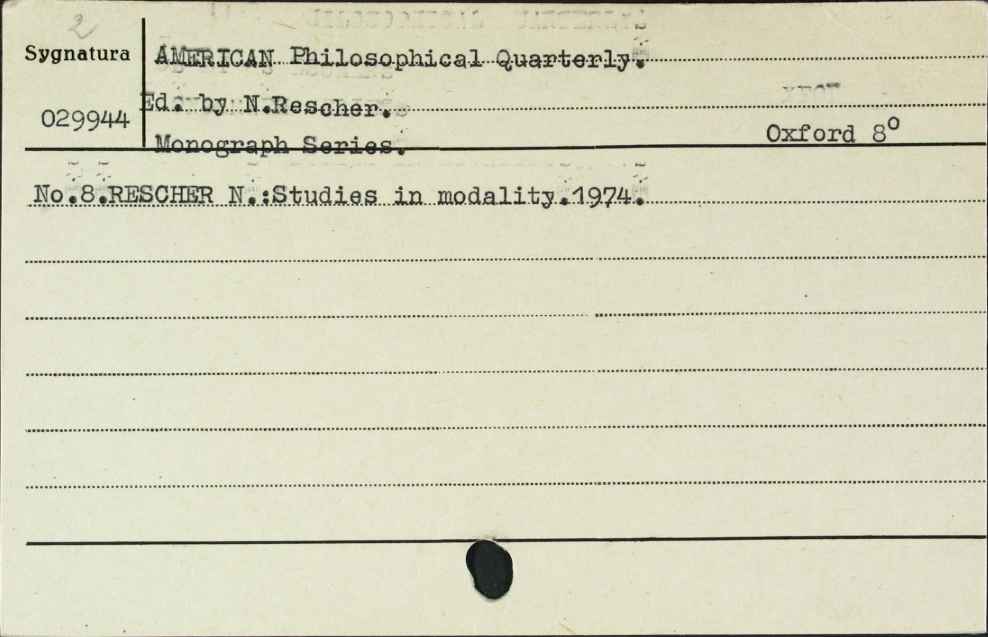 2
Sygnatura
AMERICAN Philosophical Quarterly.
029944
Ed. by N.Rescher.
Monograph Series.
Oxford 8⁰
No.8.RESCHER N.:Studies in modality.1974.